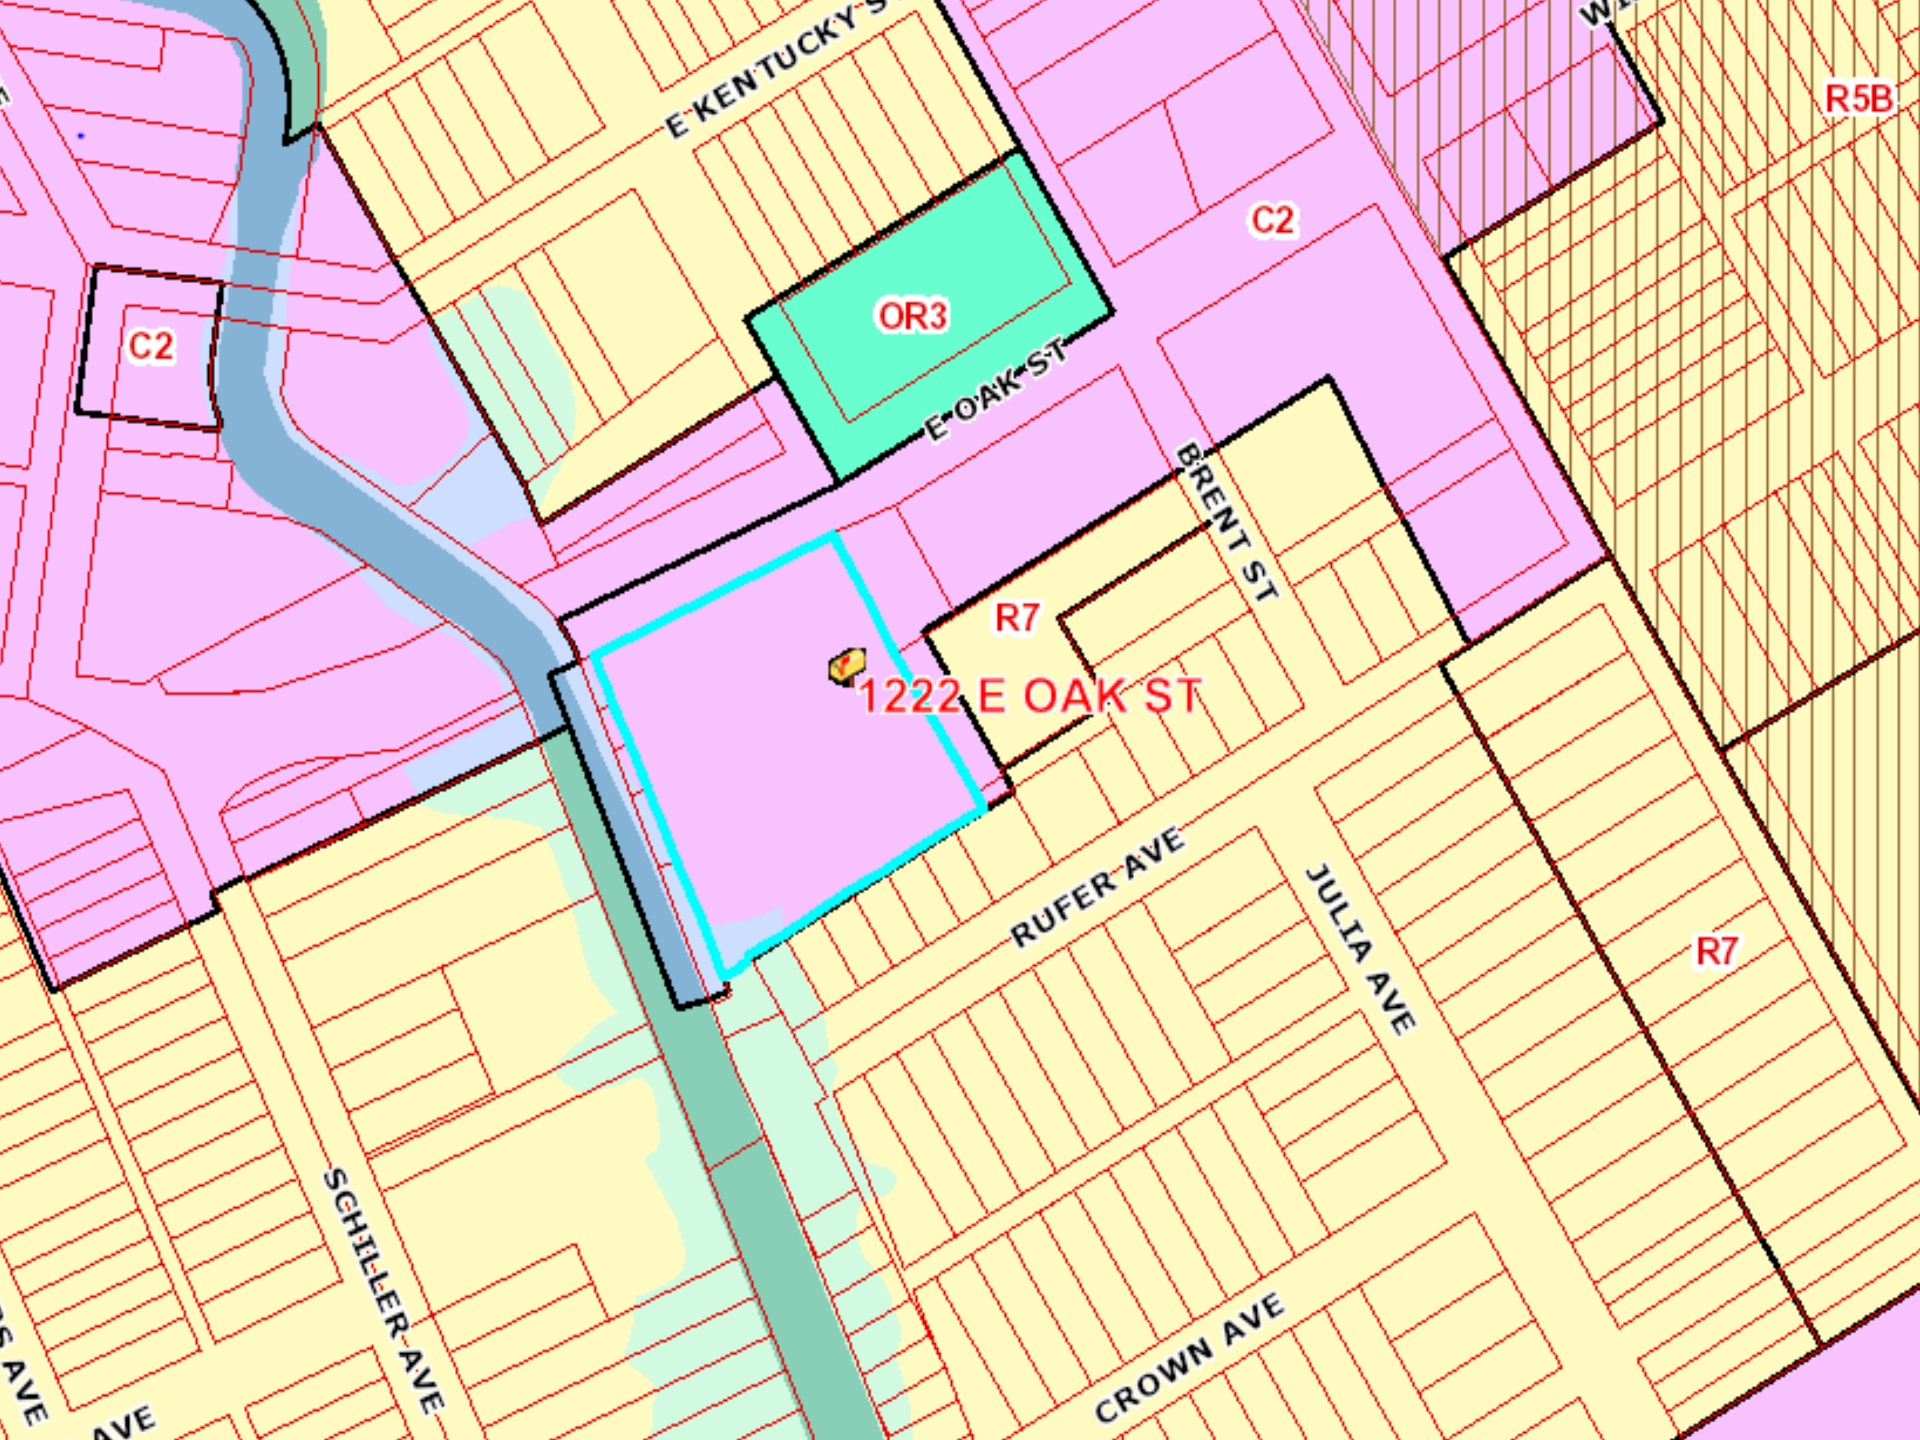 E KENTUCKY
R5B
C2
OR3
C2
E OAK ST
BRENT ST
R7
1222 E OAK ST
RUFER AVE
JULIA AVE
R7
SCHILLER AVE
CROWN AVE
AVE
AVE